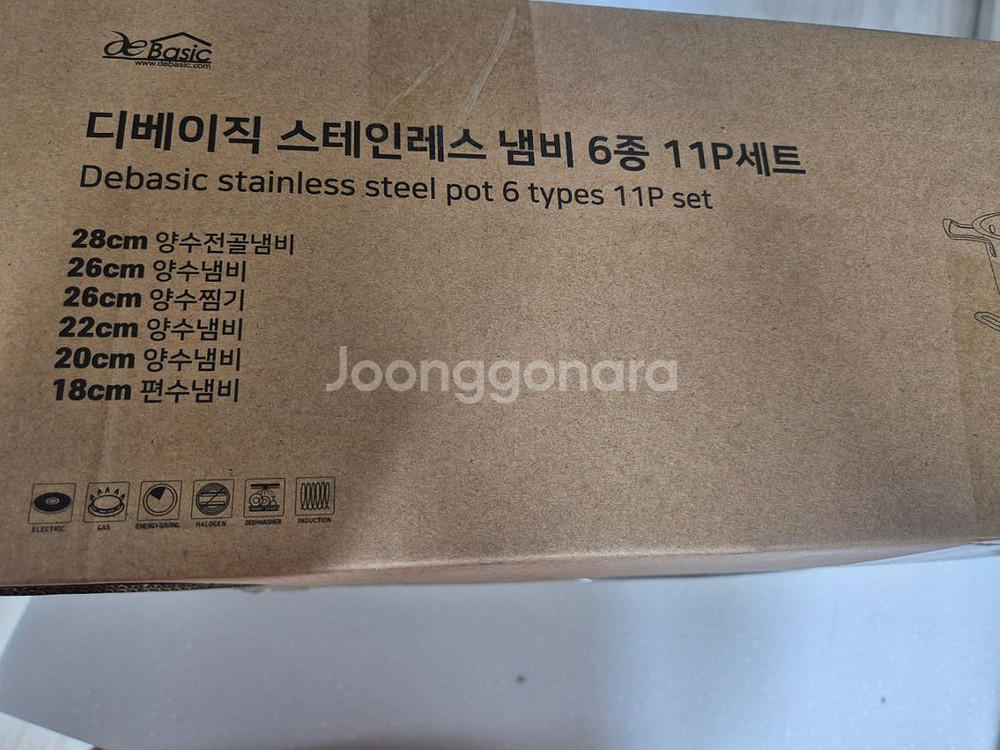 deBasic
www.debasic.com
디베이직 스테인레스 냄비 6종 11P세트
Debasic stainless steel pot 6 types 11P set
28cm 양수전골냄비
26cm 양수냄비
26cm 양수찜기
22cm 양수냄비
20cm 양수냄비
18cm 편수냄비
Joonggonara
ELECTRIC GAS ENERGY-SAVING HALOGEN DISHWASHER INDUCTION